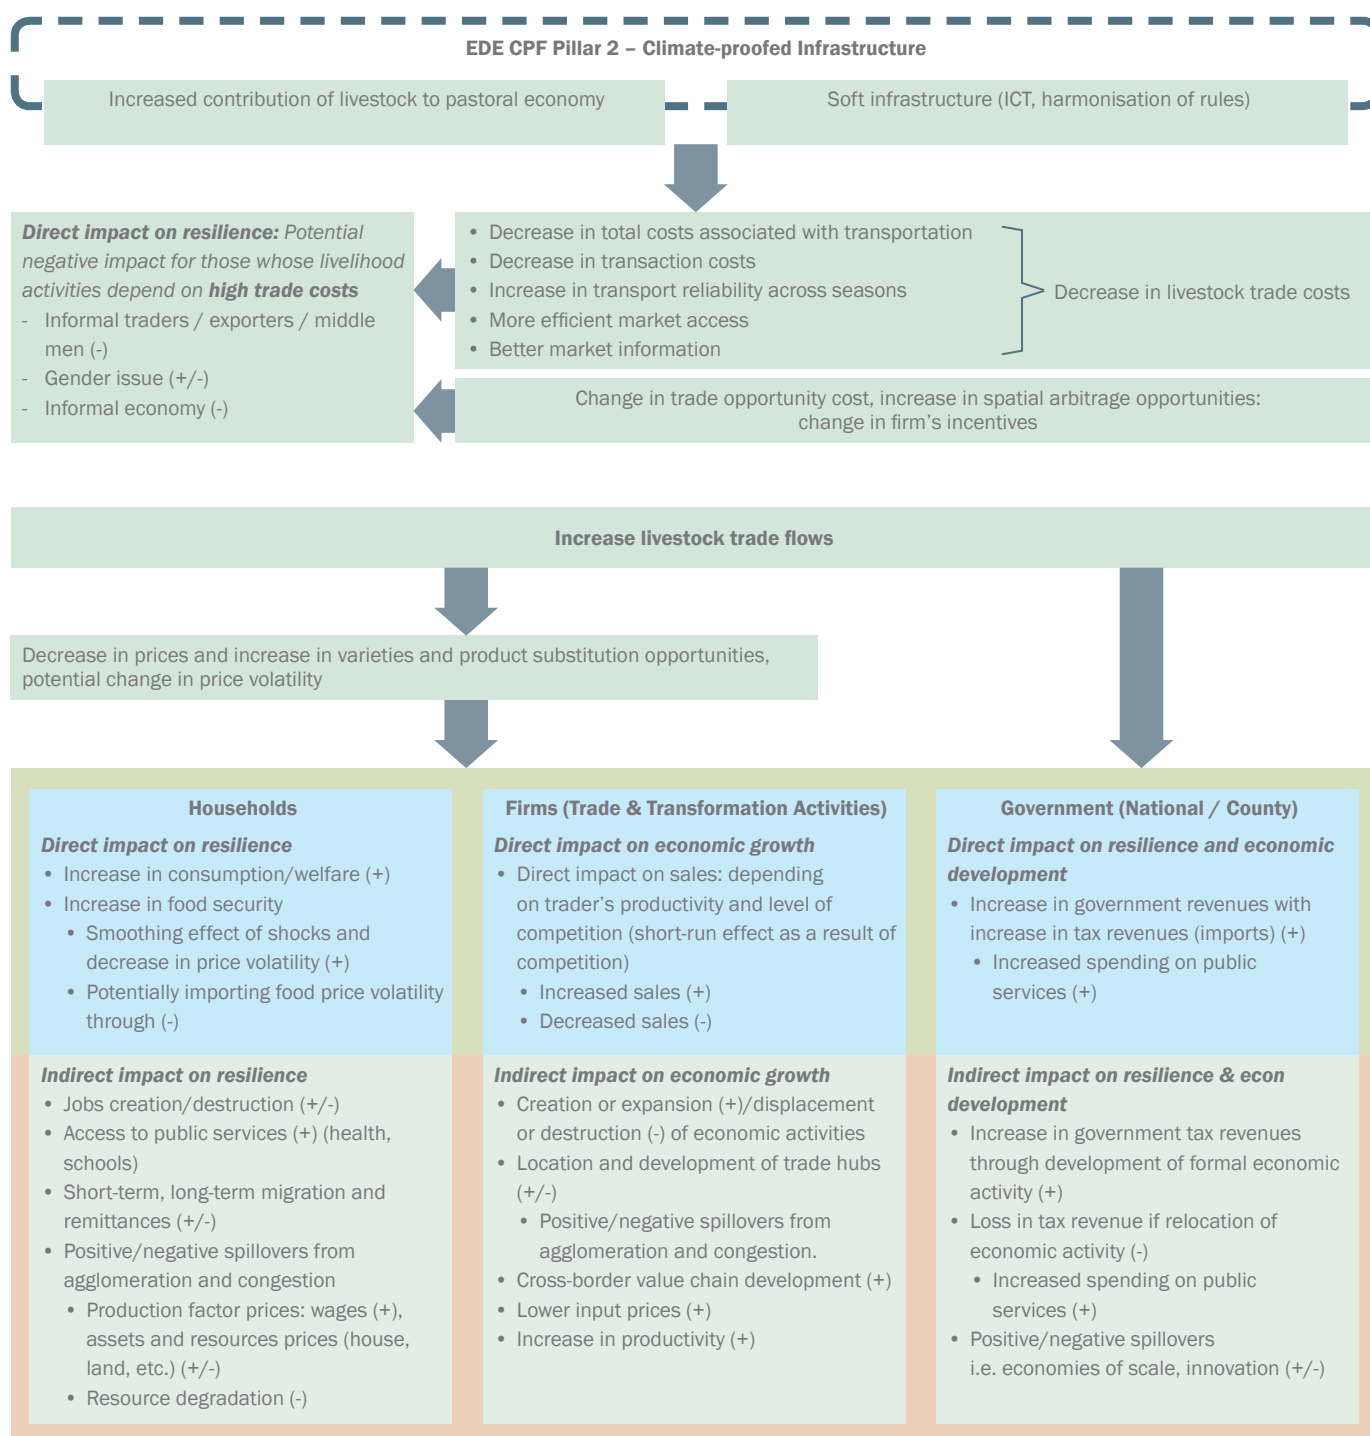 EDE CPF Pillar 2 – Climate-proofed Infrastructure
Increased contribution of livestock to pastoral economy
Soft infrastructure (ICT, harmonisation of rules)
Direct impact on resilience: Potential
negative impact for those whose livelihood
activities depend on high trade costs
- Informal traders / exporters / middle
men (-)
- Gender issue (+/-)
- Informal economy (-)
• Decrease in total costs associated with transportation
• Decrease in transaction costs
• Increase in transport reliability across seasons
• More efficient market access
• Better market information
Decrease in livestock trade costs
Change in trade opportunity cost, increase in spatial arbitrage opportunities:
change in firm's incentives
Increase livestock trade flows
Decrease in prices and increase in varieties and product substitution opportunities,
potential change in price volatility
Households
Direct impact on resilience
• Increase in consumption/welfare (+)
• Increase in food security
• Smoothing effect of shocks and
decrease in price volatility (+)
• Potentially importing food price volatility
through (-)
Indirect impact on resilience
• Jobs creation/destruction (+/-)
• Access to public services (+) (health,
schools)
• Short-term, long-term migration and
remittances (+/-)
• Positive/negative spillovers from
agglomeration and congestion
• Production factor prices: wages (+),
assets and resources prices (house,
land, etc.) (+/-)
• Resource degradation (-)
Firms (Trade & Transformation Activities)
Direct impact on economic growth
• Direct impact on sales: depending
on trader's productivity and level of
competition (short-run effect as a result of
competition)
• Increased sales (+)
• Decreased sales (-)
Indirect impact on economic growth
• Creation or expansion (+)/displacement
or destruction (-) of economic activities
• Location and development of trade hubs
(+/-)
• Positive/negative spillovers from
agglomeration and congestion.
• Cross-border value chain development (+)
• Lower input prices (+)
• Increase in productivity (+)
Government (National / County)
Direct impact on resilience and economic
development
• Increase in government revenues with
increase in tax revenues (imports) (+)
• Increased spending on public
services (+)
Indirect impact on resilience & econ
development
• Increase in government tax revenues
through development of formal economic
activity (+)
• Loss in tax revenue if relocation of
economic activity (-)
• Increased spending on public
services (+)
• Positive/negative spillovers
i.e. economies of scale, innovation (+/-)